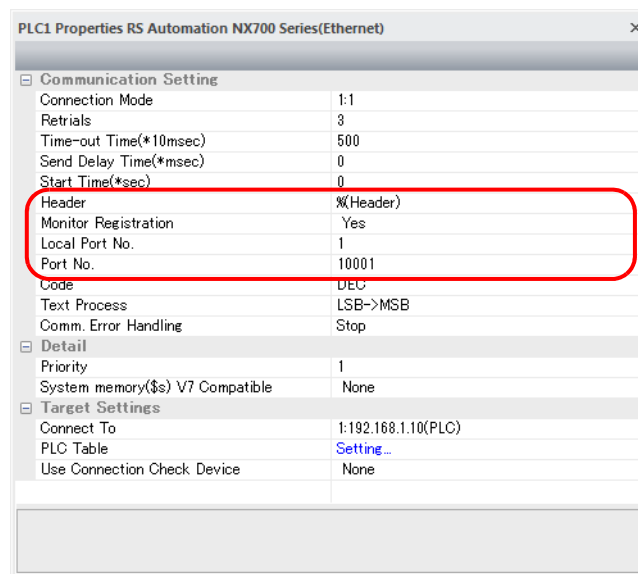 PLC1 Properties RS Automation NX700 Series(Ethernet) ×
Communication Setting
Connection Mode 1:1
Retrials 3
Time-out Time(*10msec) 500
Send Delay Time(*msec) 0
Start Time(*sec) 0
Header %(Header)
Monitor Registration Yes
Local Port No. 1
Port No. 10001
Code DEC
Text Process LSB->MSB
Comm. Error Handling Stop
Detail
Priority 1
System memory($s) V7 Compatible None
Target Settings
Connect To 1:192.168.1.10(PLC)
PLC Table Setting...
Use Connection Check Device None